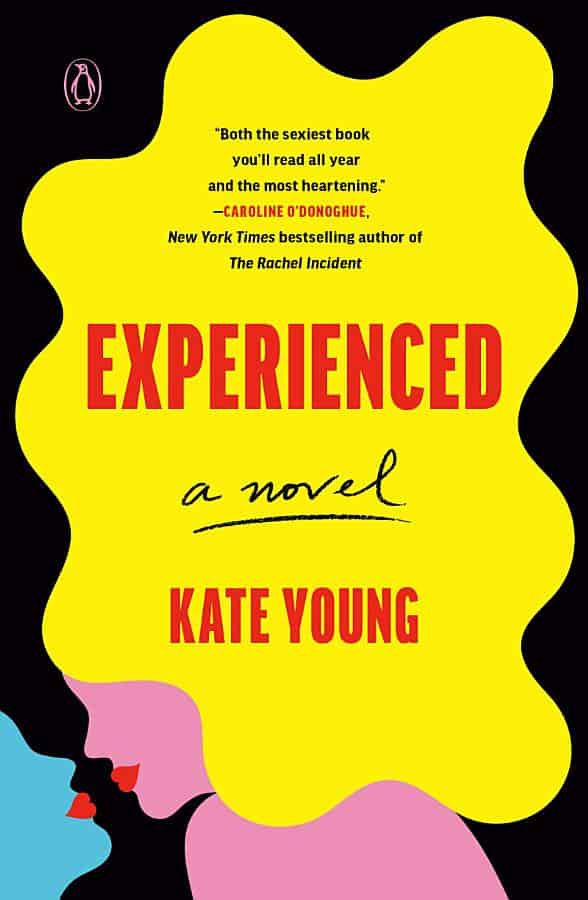 "Both the sexiest book
you'll read all year
and the most heartening."
—CAROLINE O'DONOGHUE,
New York Times bestselling author of
The Rachel Incident
EXPERIENCED
a novel
KATE YOUNG